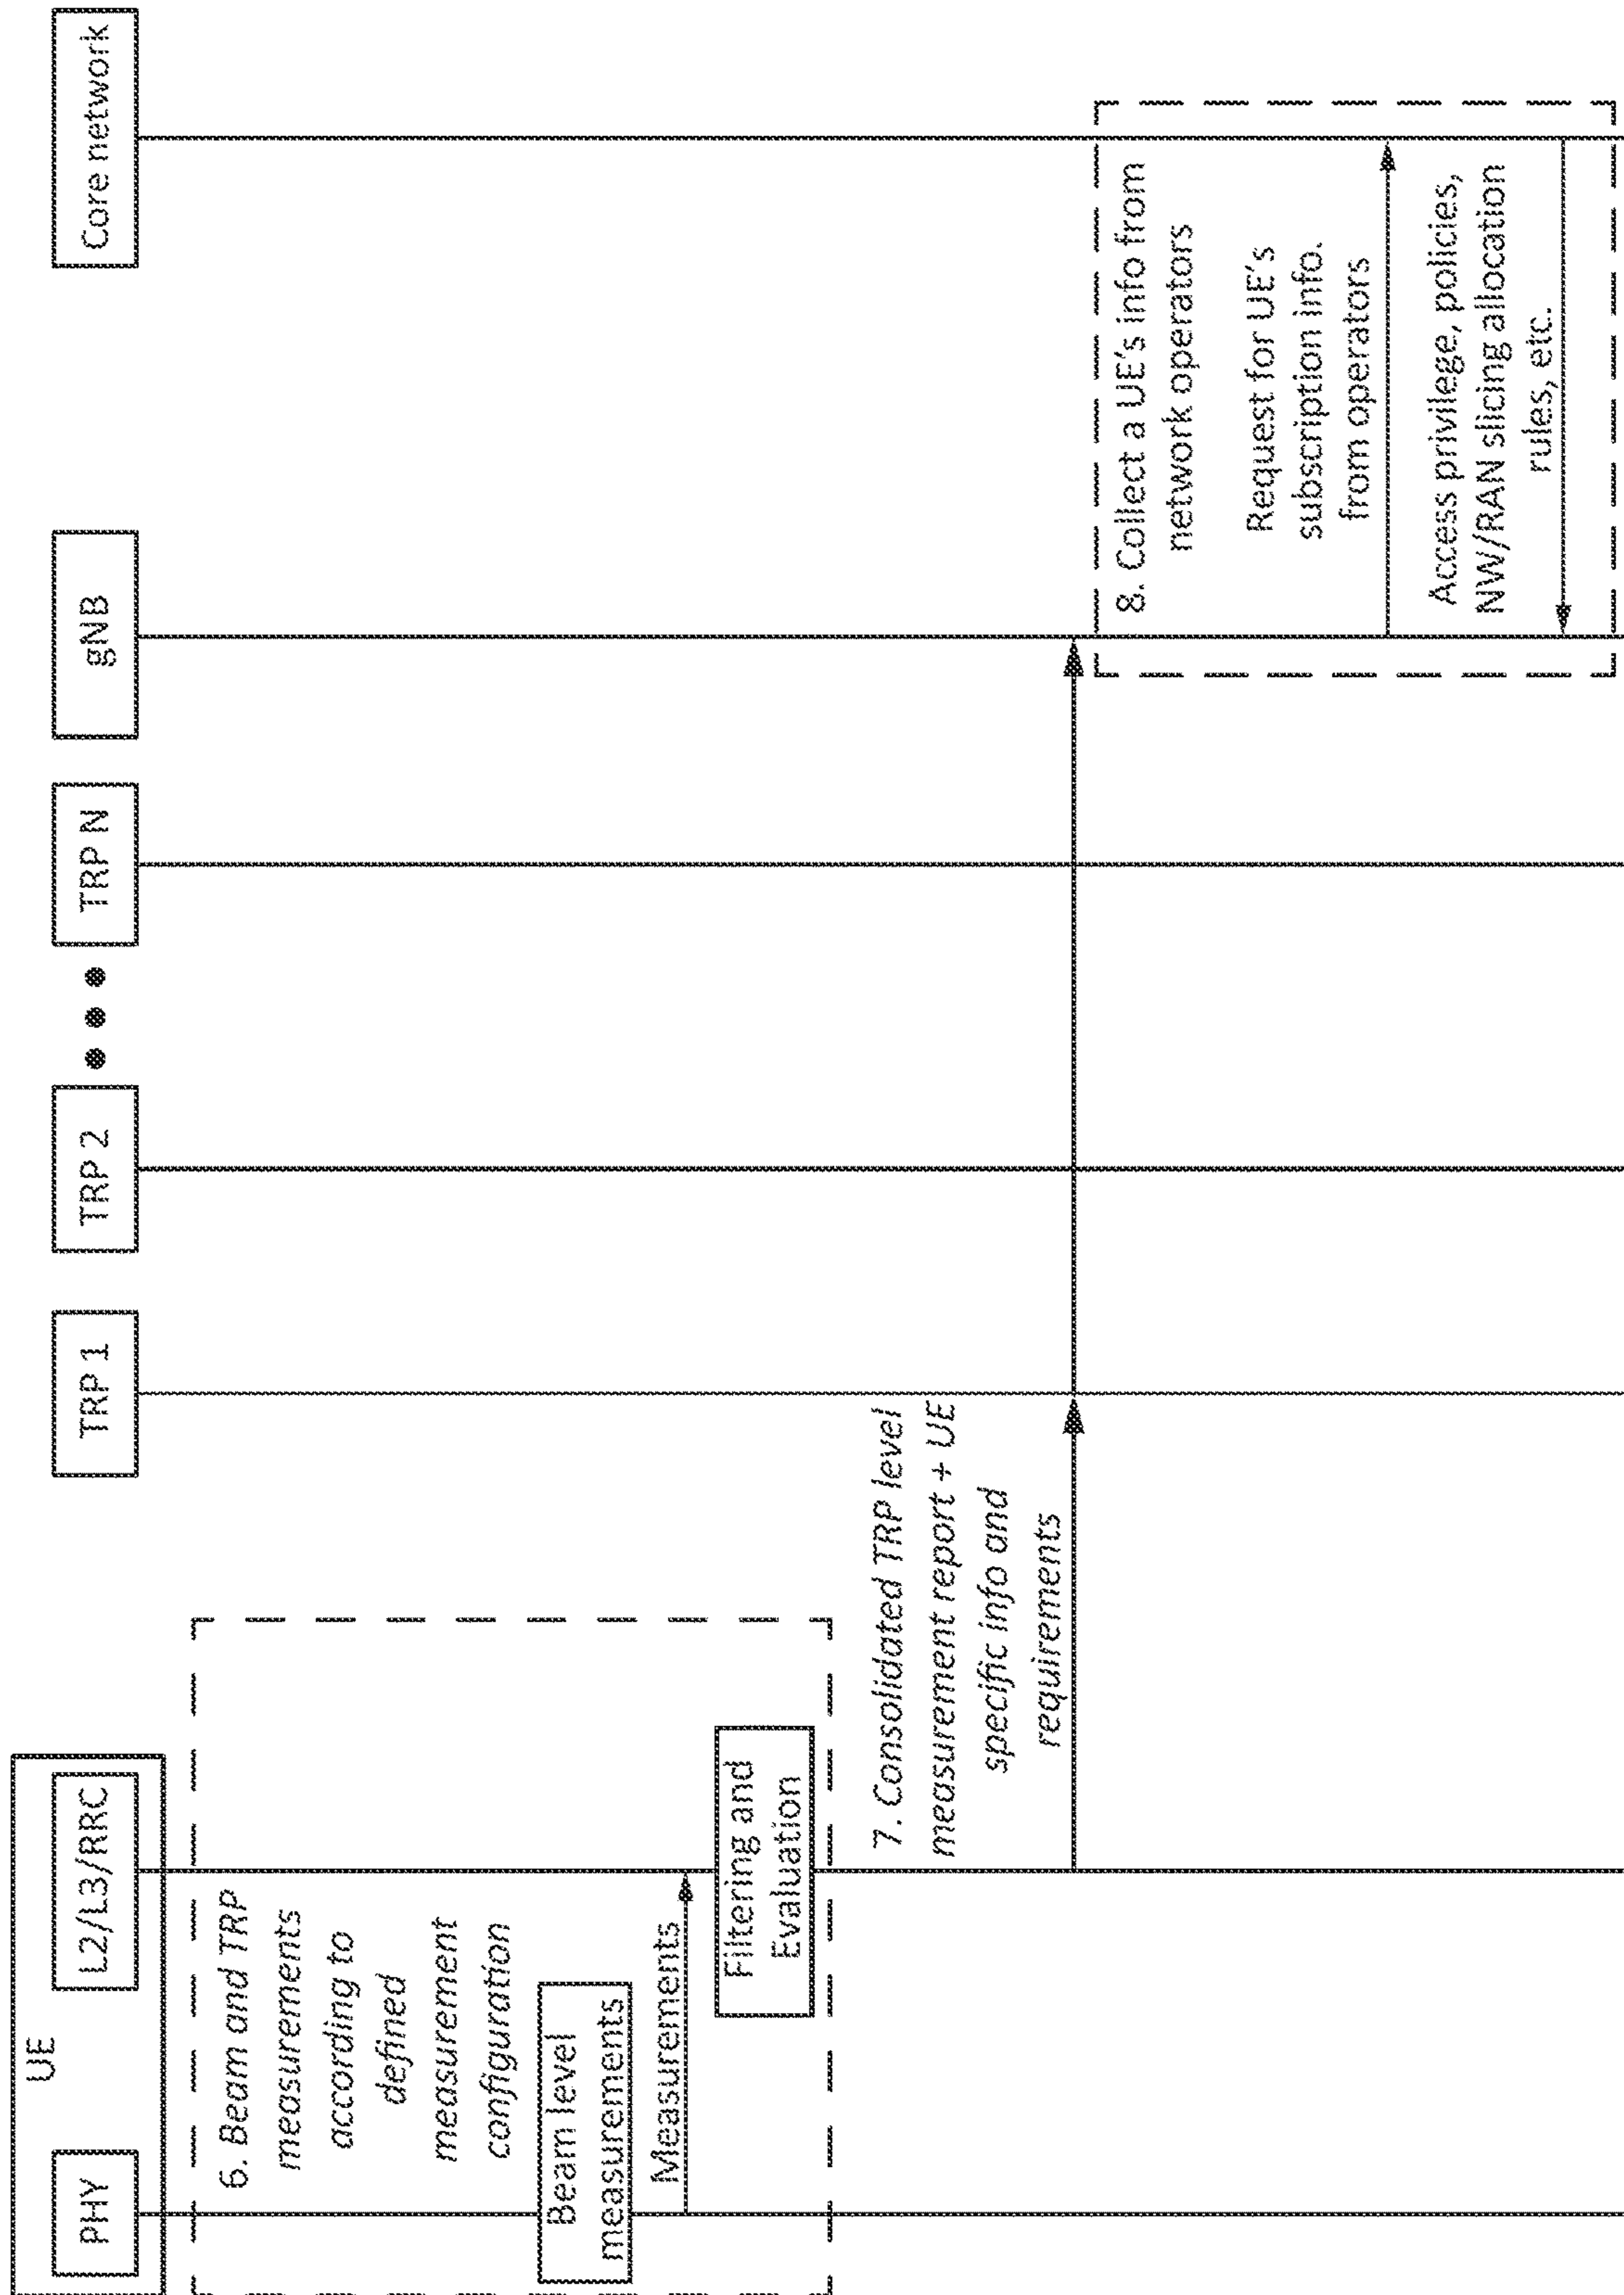 UE
PHY
L2/L3/RRC
TRP 1
TRP 2
TRP N
gNB
Core network
6. Beam and TRP
measurements
according to
defined
measurement
configuration
Beam level
measurements
Measurements
Filtering and
Evaluation
7. Consolidated TRP level
measurement report + UE
specific info and
requirements
8. Collect a UE's info from
network operators
Request for UE's
subscription info.
from operators
Access privilege, policies,
NW/RAN slicing allocation
rules, etc.